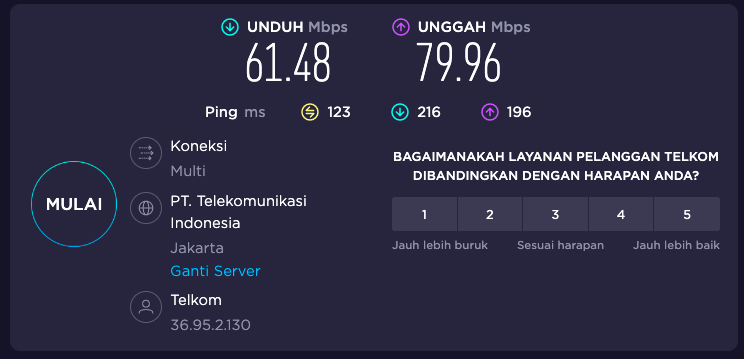 UNDUH Mbps
UNGGAH Mbps
61.48
79.96
Ping ms 123 216 196
Koneksi
Multi
MULAI
PT. Telekomunikasi
Indonesia
Jakarta
Ganti Server
Telkom
36.95.2.130
BAGAIMANAKAH LAYANAN PELANGGAN TELKOM
DIBANDINGKAN DENGAN HARAPAN ANDA?
1 2 3 4 5
Jauh lebih buruk Sesuai harapan Jauh lebih baik